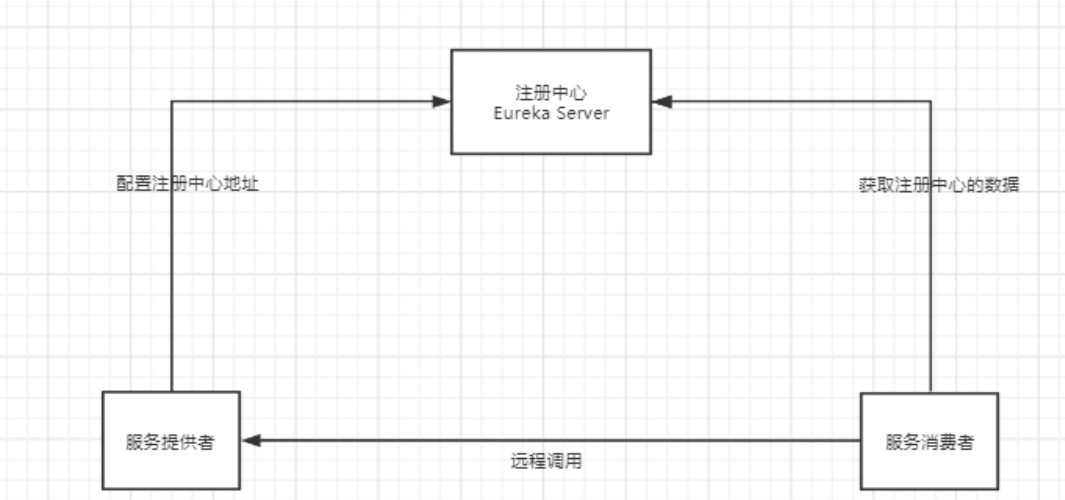 注册中心
Eureka Server
配置注册中心地址
获取注册中心的数据
服务提供者
服务消费者
远程调用